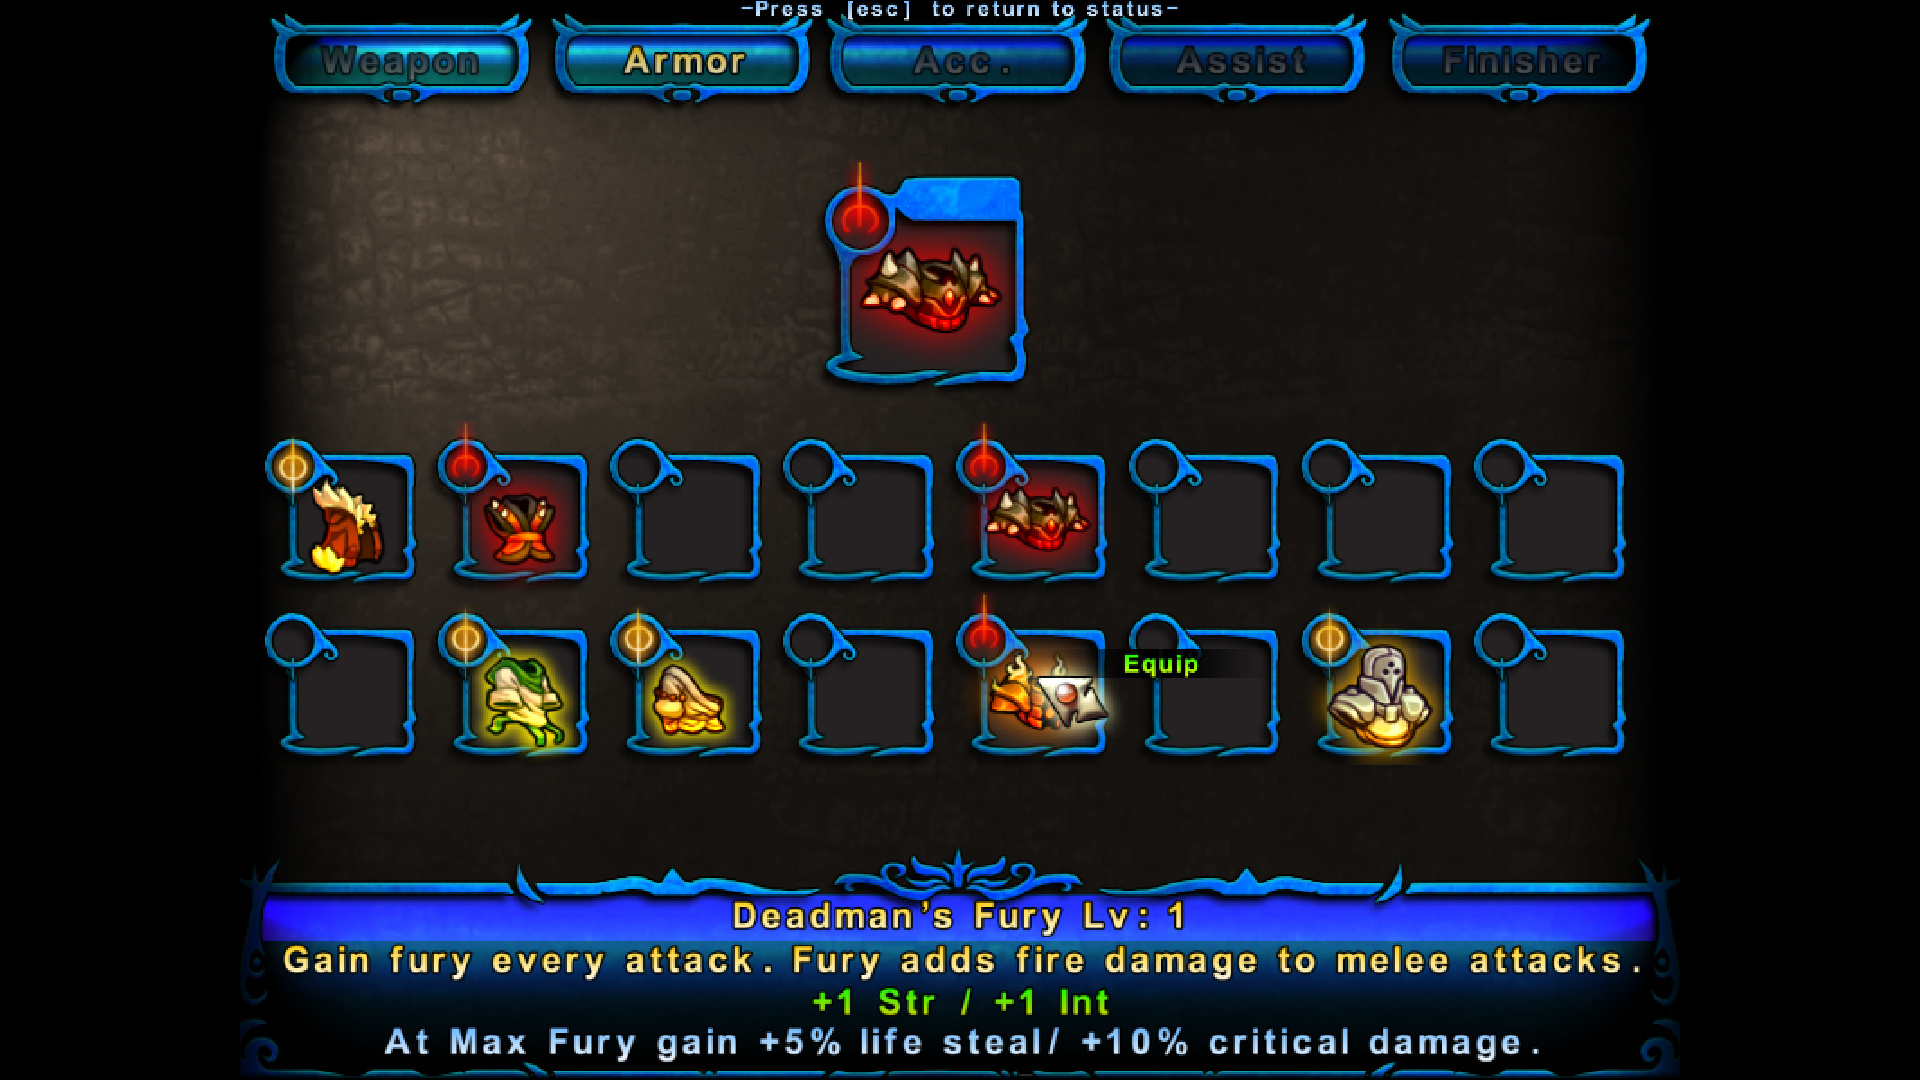 -Press [esc] to return to status-
Weapon
Armor
Acc.
Assist
Finisher
Equip
Deadman's Fury Lv: 1
Gain fury every attack. Fury adds fire damage to melee attacks.
+1 Str / +1 Int
At Max Fury gain +5% life steal/ +10% critical damage.